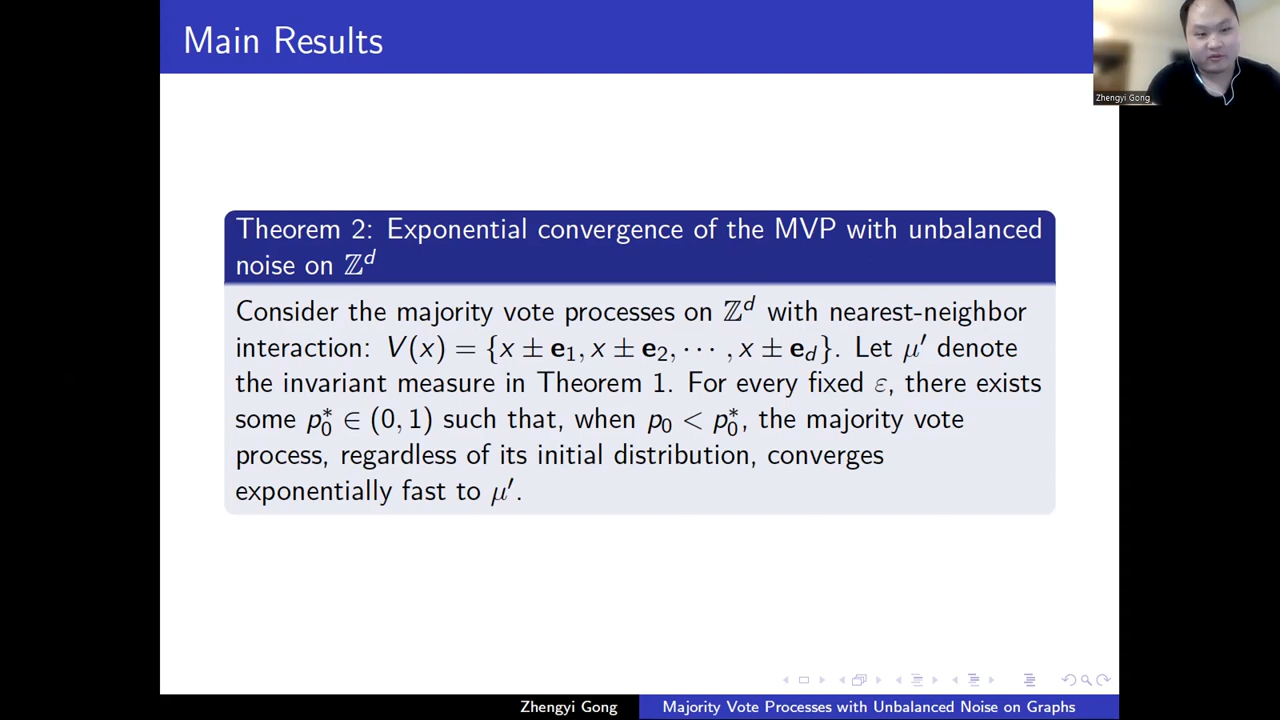 Main Results
Zhengyi Gong
Theorem 2: Exponential convergence of the MVP with unbalanced
noise on ℤᵈ
Consider the majority vote processes on ℤᵈ with nearest-neighbor
interaction: V(x) = {x ± e₁, x ± e₂, ⋯ , x ± e_d}. Let μ′ denote
the invariant measure in Theorem 1. For every fixed ε, there exists
some p₀* ∈ (0, 1) such that, when p₀ < p₀*, the majority vote
process, regardless of its initial distribution, converges
exponentially fast to μ′.
Zhengyi Gong
Majority Vote Processes with Unbalanced Noise on Graphs